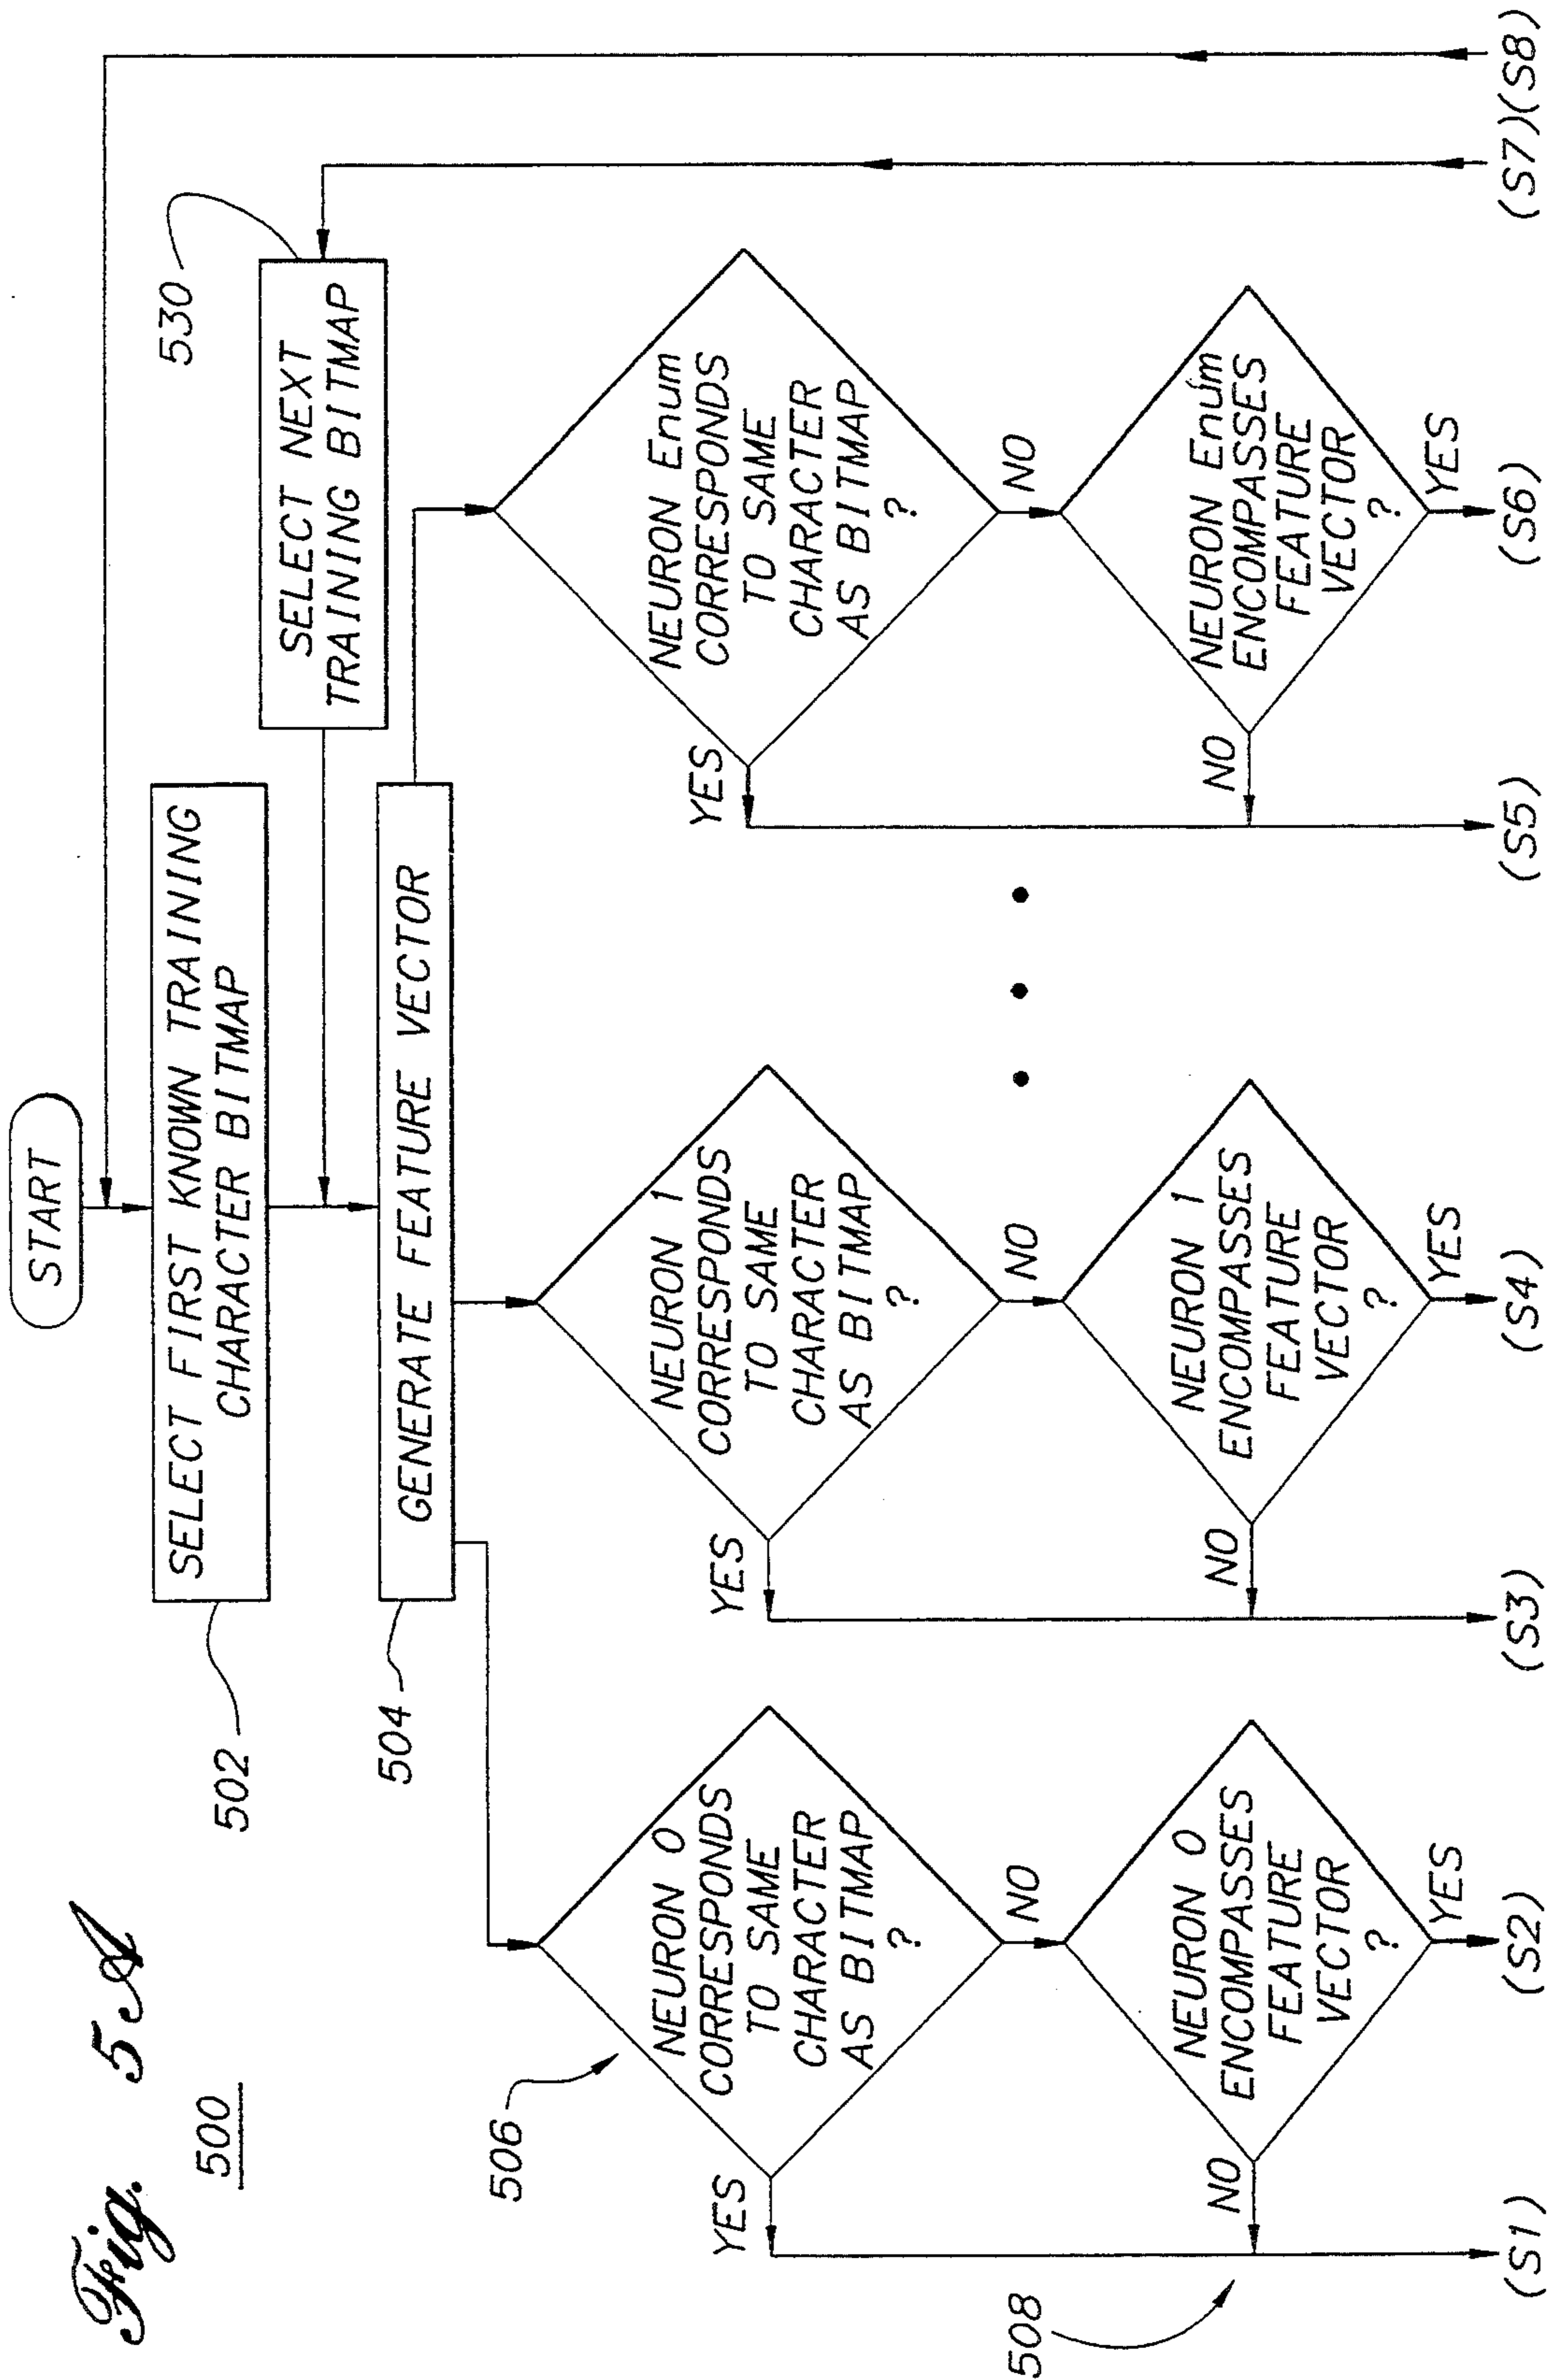 Fig. 5A
500
START
SELECT FIRST KNOWN TRAINING
CHARACTER BITMAP
502
SELECT NEXT
TRAINING BITMAP
530
GENERATE FEATURE VECTOR
504
506
NEURON 0
CORRESPONDS
TO SAME
CHARACTER
AS BITMAP
?
YES
NO
NEURON 1
CORRESPONDS
TO SAME
CHARACTER
AS BITMAP
?
YES
NO
NEURON Enum
CORRESPONDS
TO SAME
CHARACTER
AS BITMAP
?
YES
NO
508
NEURON 0
ENCOMPASSES
FEATURE
VECTOR
?
NO
YES
NEURON 1
ENCOMPASSES
FEATURE
VECTOR
?
NO
YES
NEURON Enum
ENCOMPASSES
FEATURE
VECTOR
?
NO
YES
(S1)
(S2)
(S3)
(S4)
(S5)
(S6)
(S7)(S8)